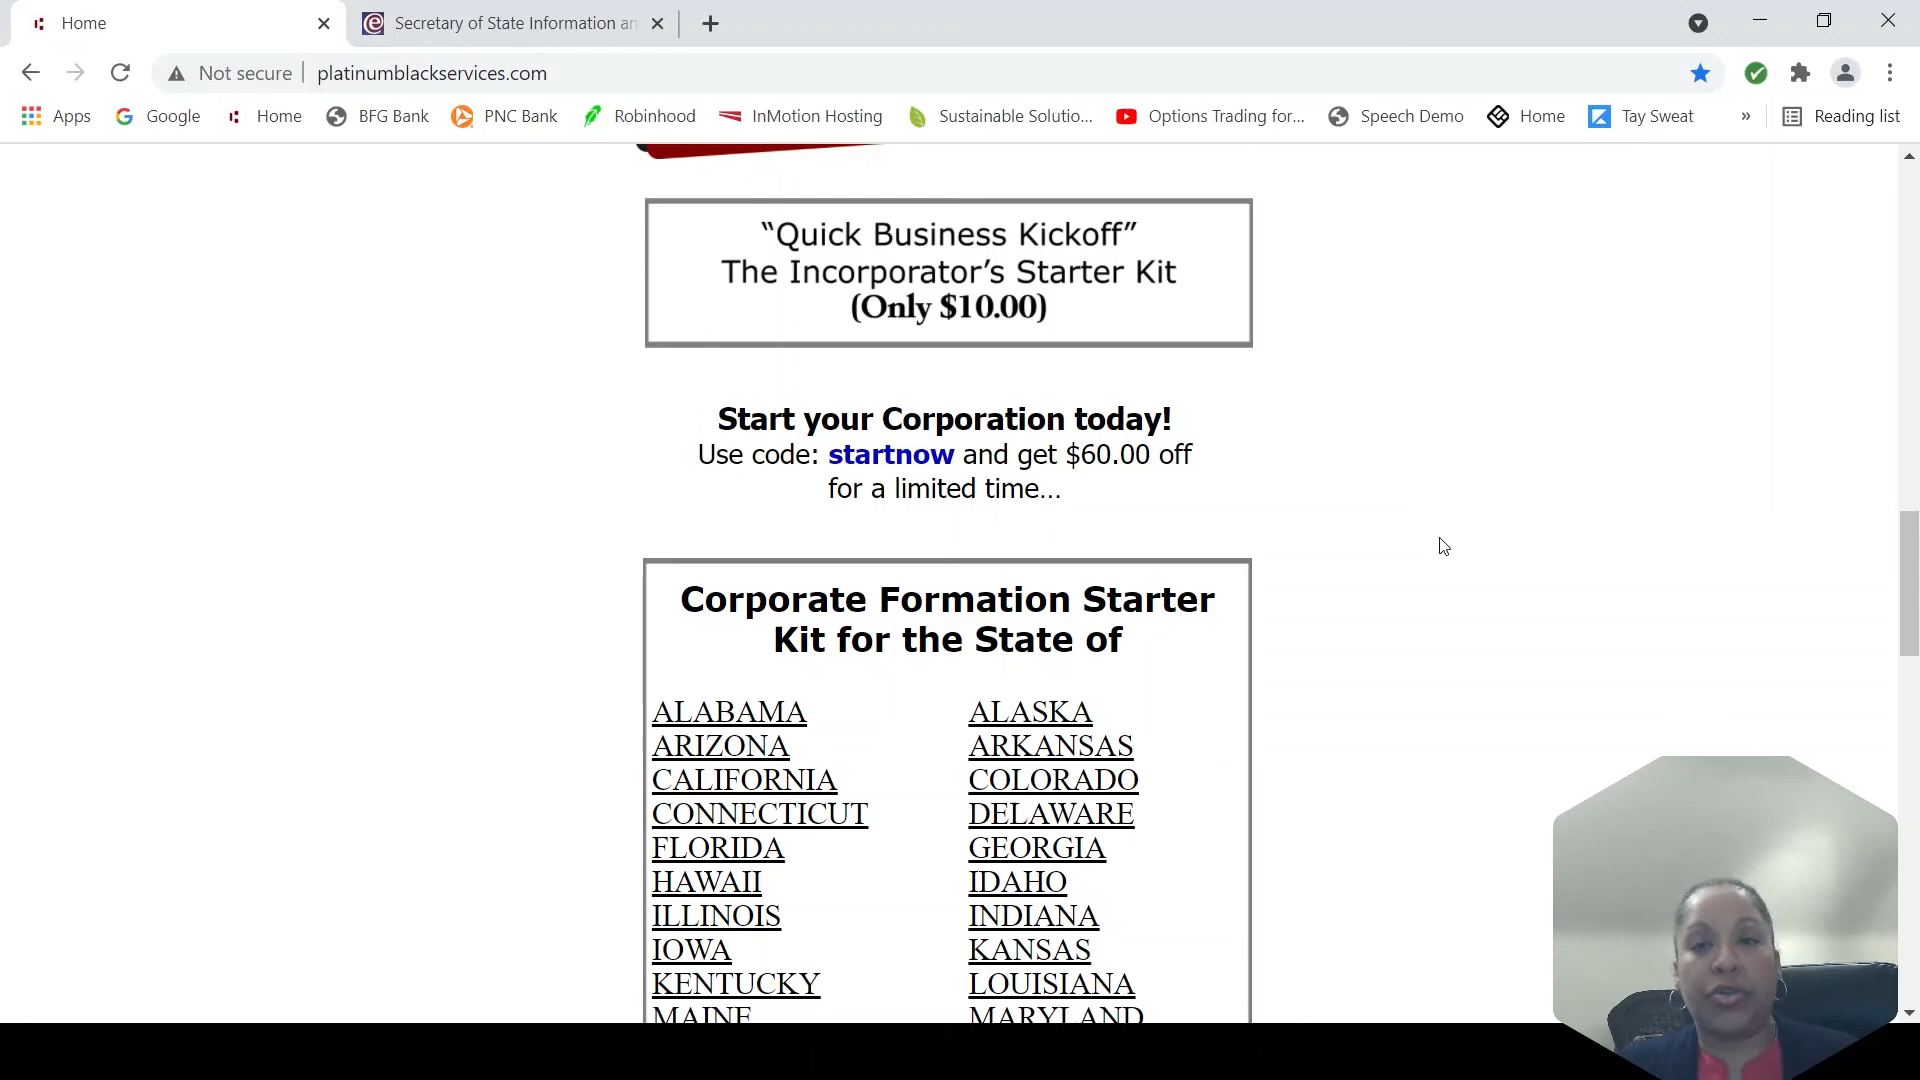 Home
Secretary of State Information an
Not secure
platinumblackservices.com
Apps
Google
Home
BFG Bank
PNC Bank
Robinhood
InMotion Hosting
Sustainable Solutio...
Options Trading for...
Speech Demo
Home
Tay Sweat
»
Reading list
“Quick Business Kickoff”
The Incorporator’s Starter Kit
(Only $10.00)
Start your Corporation today!
Use code: startnow and get $60.00 off
for a limited time...
Corporate Formation Starter
Kit for the State of
ALABAMA ALASKA
ARIZONA ARKANSAS
CALIFORNIA COLORADO
CONNECTICUT DELAWARE
FLORIDA GEORGIA
HAWAII IDAHO
ILLINOIS INDIANA
IOWA KANSAS
KENTUCKY LOUISIANA
MAINE MARYLAND